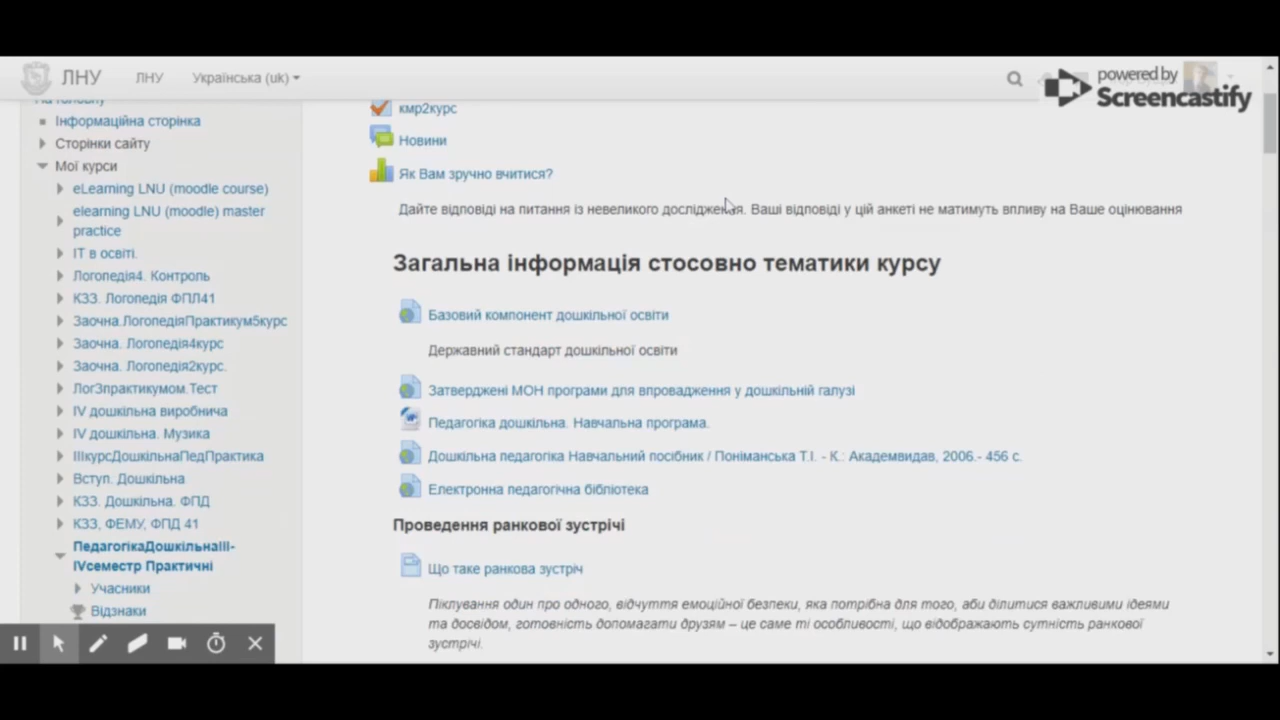 ЛНУ ЛНУ Українська (uk)
powered by
Screencastify
На головну
Інформаційна сторінка
Сторінки сайту
Мої курси
eLearning LNU (moodle course)
elearning LNU (moodle) master
practice
ІТ в освіті.
Логопедія4. Контроль
КЗЗ. Логопедія ФПЛ41
Заочна.ЛогопедіяПрактикум5курс
Заочна. Логопедія4курс
Заочна. Логопедія2курс.
ЛогЗпрактикумом.Тест
IV дошкільна виробнича
IV дошкільна. Музика
ІІІкурсДошкільнаПедПрактика
Вступ. Дошкільна
КЗЗ. Дошкільна. ФПД
КЗЗ, ФЕМУ, ФПД 41
ПедагогікаДошкільнаІІІ-
IVсеместр Практичні
Учасники
Відзнаки
кмр2курс
Новини
Як Вам зручно вчитися?
Дайте відповіді на питання із невеликого дослідження. Ваші відповіді у цій анкеті не матимуть впливу на Ваше оцінювання
Загальна інформація стосовно тематики курсу
Базовий компонент дошкільної освіти
Державний стандарт дошкільної освіти
Затверджені МОН програми для впровадження у дошкільній галузі
Педагогіка дошкільна. Навчальна програма.
Дошкільна педагогіка Навчальний посібник / Поніманська Т.І. - К.: Академвидав, 2006.- 456 с.
Електронна педагогічна бібліотека
Проведення ранкової зустрічі
Що таке ранкова зустріч
Піклування один про одного, відчуття емоційної безпеки, яка потрібна для того, аби ділитися важливими ідеями
та досвідом, готовність допомагати друзям – це саме ті особливості, що відображають сутність ранкової
зустрічі.